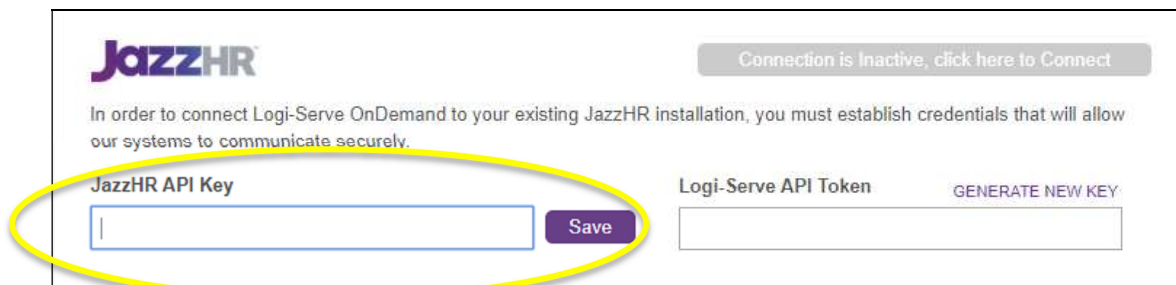 JazzHR
Connection is Inactive, click here to Connect
In order to connect Logi-Serve OnDemand to your existing JazzHR installation, you must establish credentials that will allow
our systems to communicate securely.
JazzHR API Key
Logi-Serve API Token
GENERATE NEW KEY
Save